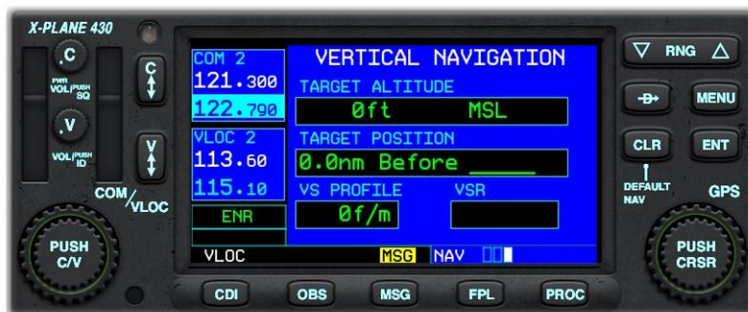 X-PLANE 430
C
PWR
VOL/PUSH
SQ
C
V
VOL/PUSH
ID
V
COM/VLOC
PUSH
C/V
COM 2
121.300
122.790
VLOC 2
113.60
115.10
ENR
VLOC
MSG
NAV
VERTICAL NAVIGATION
TARGET ALTITUDE
0ft MSL
TARGET POSITION
0.0nm Before _____
VS PROFILE VSR
0f/m
RNG
D
MENU
CLR
ENT
DEFAULT
NAV
GPS
PUSH
CRSR
CDI
OBS
MSG
FPL
PROC